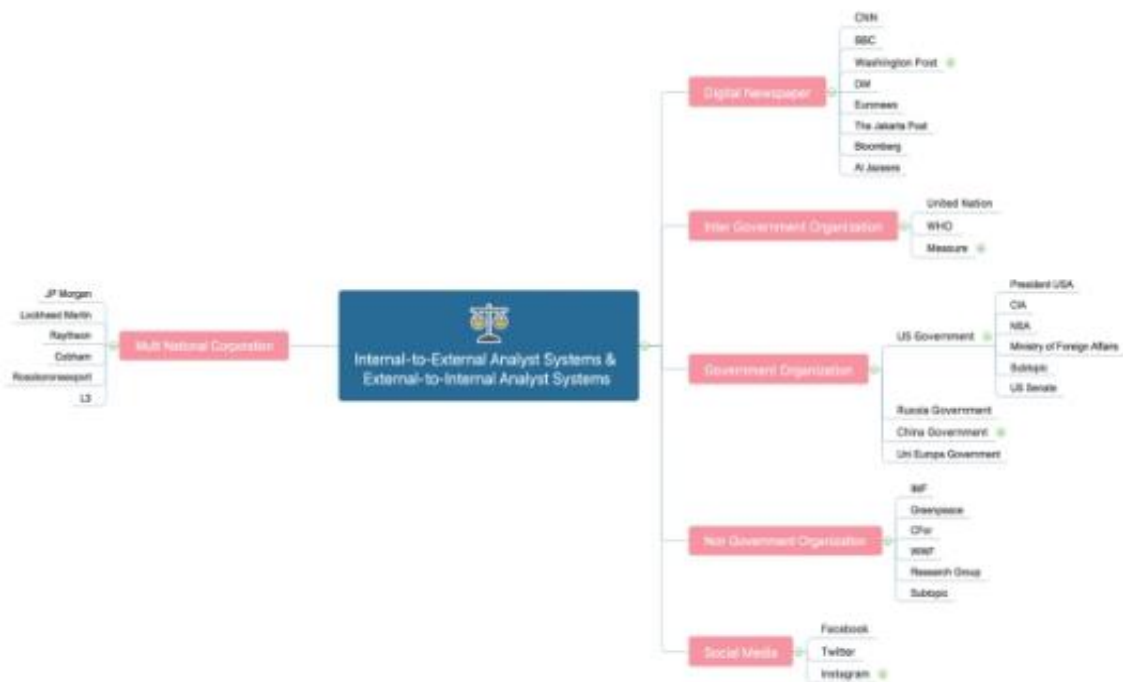 CNN
BBC
Washington Post
DW
Euronews
The Jakarta Post
Bloomberg
Al Jazeera
Digital Newspaper
United Nation
WHO
Measure
Inter Government Organization
JP Morgan
Lockheed Martin
Raytheon
Cobham
Rosoboronexport
L3
Multi National Corporation
Internal-to-External Analyst Systems &
External-to-Internal Analyst Systems
President USA
CIA
NSA
Ministry of Foreign Affairs
Subtopic
US Senate
US Government
Government Organization
Russia Government
China Government
Uni Europa Government
IMF
Greenpeace
CIFor
WWF
Research Group
Subtopic
Non Government Organization
Facebook
Twitter
Instagram
Social Media